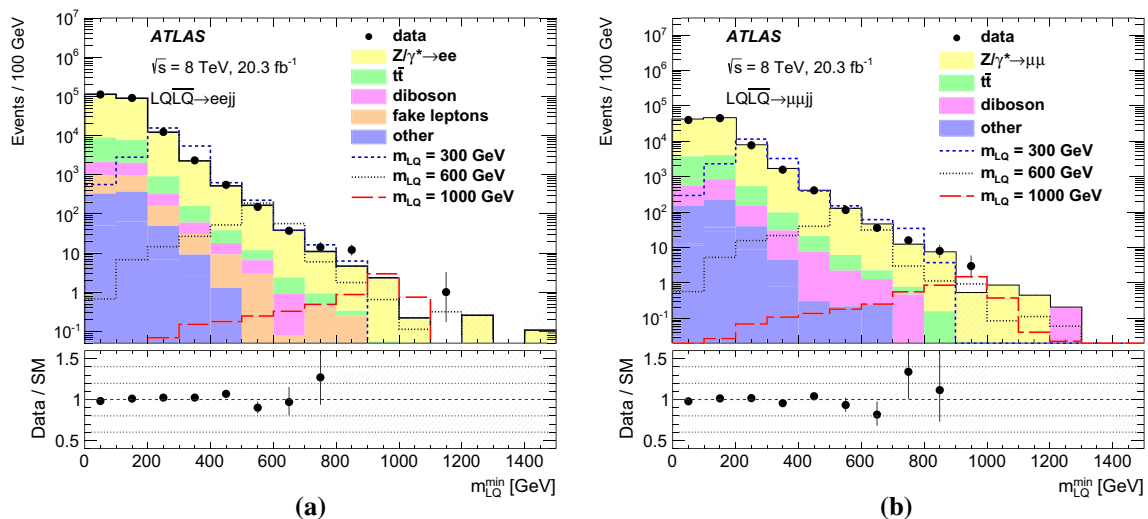 Events / 100 GeV
10⁷
10⁶
10⁵
10⁴
10³
10²
10
1
10⁻¹
ATLAS
√s = 8 TeV, 20.3 fb⁻¹
LQL̅Q̅→eejj
data
Z/γ*→ee
tt̅
diboson
fake leptons
other
m_LQ = 300 GeV
m_LQ = 600 GeV
m_LQ = 1000 GeV
Data / SM
1.5
1
0.5
0 200 400 600 800 1000 1200 1400
m_LQ^min [GeV]
(a)
Events / 100 GeV
10⁷
10⁶
10⁵
10⁴
10³
10²
10
1
10⁻¹
ATLAS
√s = 8 TeV, 20.3 fb⁻¹
LQL̅Q̅→μμjj
data
Z/γ*→μμ
tt̅
diboson
other
m_LQ = 300 GeV
m_LQ = 600 GeV
m_LQ = 1000 GeV
Data / SM
1.5
1
0.5
0 200 400 600 800 1000 1200 1400
m_LQ^min [GeV]
(b)